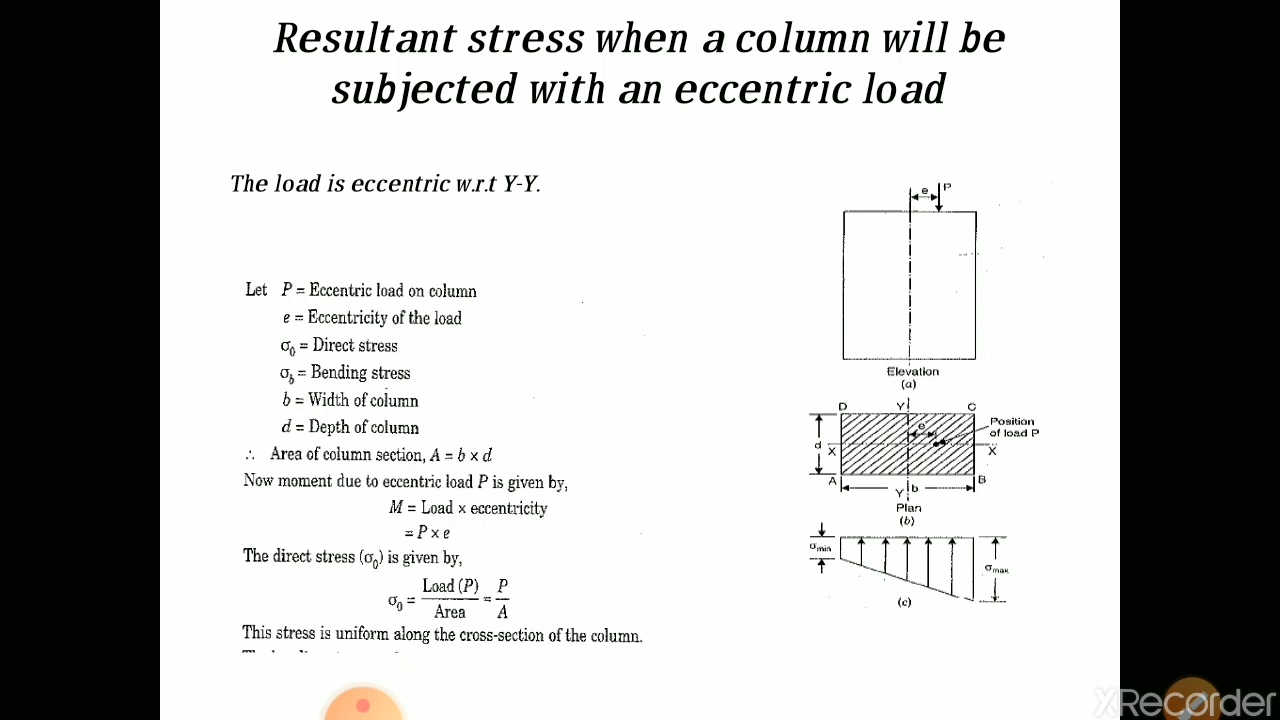 Resultant stress when a column will be
subjected with an eccentric load
The load is eccentric w.r.t Y-Y.
Let P = Eccentric load on column
e = Eccentricity of the load
σ0 = Direct stress
σb = Bending stress
b = Width of column
d = Depth of column
∴ Area of column section, A = b × d
Now moment due to eccentric load P is given by,
M = Load × eccentricity
= P × e
The direct stress (σ0) is given by,
σ0 = Load (P) / Area = P / A
This stress is uniform along the cross-section of the column.
e P
Elevation
(a)
D Y C
e
Position
of load P
d
X X
A B
Y b
Plan
(b)
σmin
σmax
(c)
XRecorder